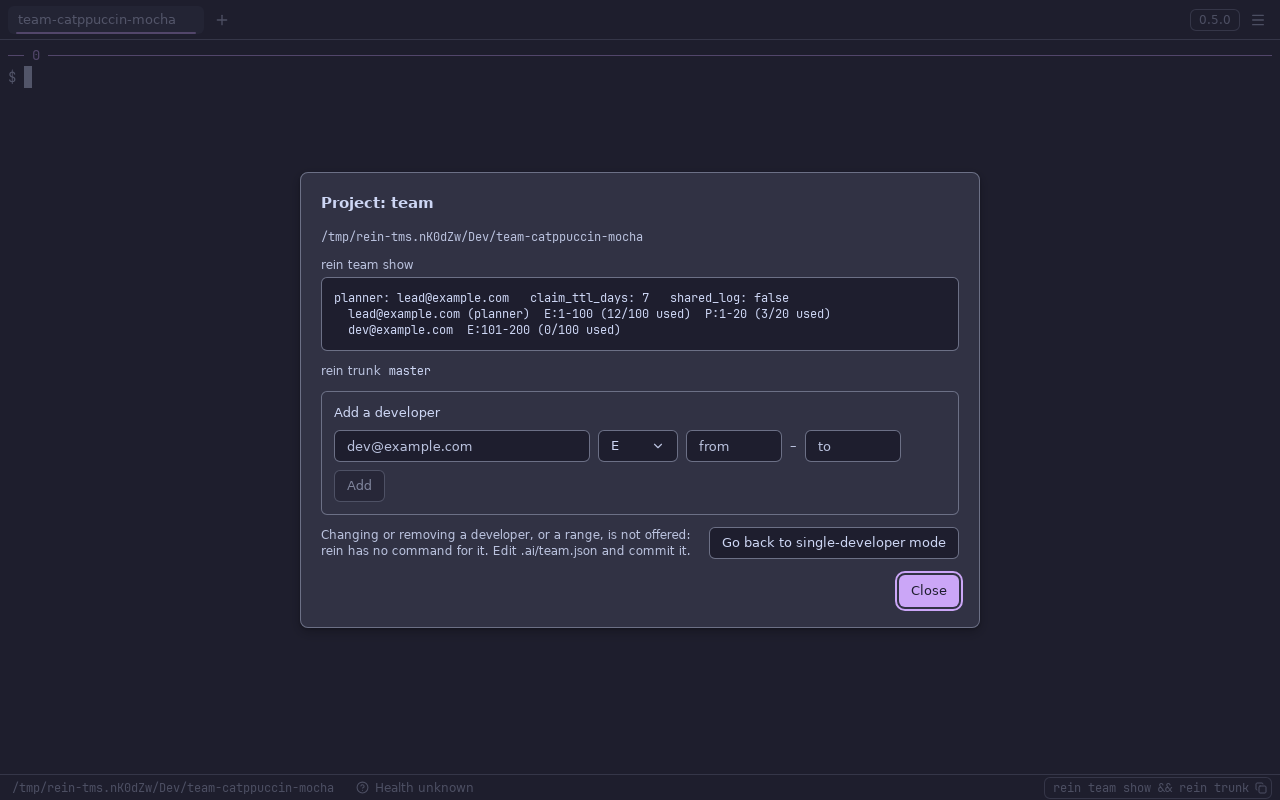 team-catppuccin-mocha
0.5.0
0
$
Project: team
/tmp/rein-tms.nK0dZw/Dev/team-catppuccin-mocha
rein team show
planner: lead@example.com   claim_ttl_days: 7   shared_log: false
lead@example.com (planner)  E:1-100 (12/100 used)  P:1-20 (3/20 used)
dev@example.com  E:101-200 (0/100 used)
rein trunk master
Add a developer
dev@example.com E from – to
Add
Changing or removing a developer, or a range, is not offered:
rein has no command for it. Edit .ai/team.json and commit it.
Go back to single-developer mode
Close
/tmp/rein-tms.nK0dZw/Dev/team-catppuccin-mocha
Health unknown
rein team show && rein trunk